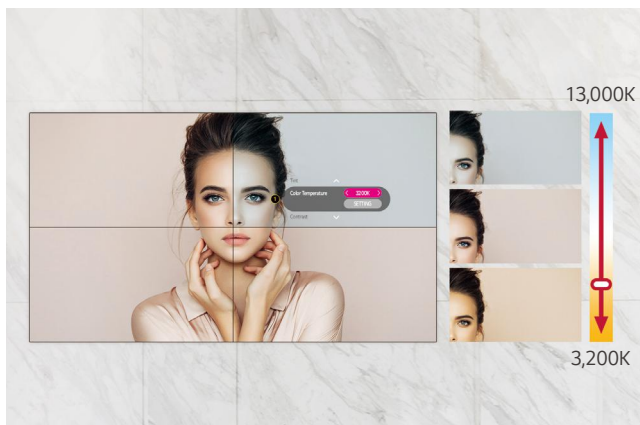 13,000K
Tint
Color Temperature
3200K
SETTING
Contrast
3,200K